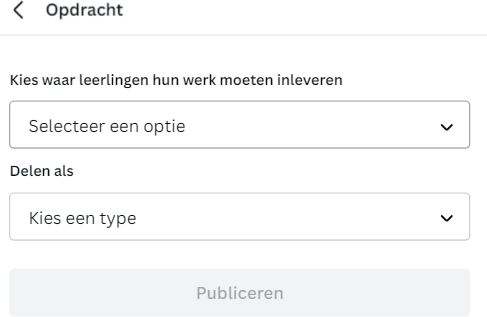 Opdracht
Kies waar leerlingen hun werk moeten inleveren
Selecteer een optie
Delen als
Kies een type
Publiceren